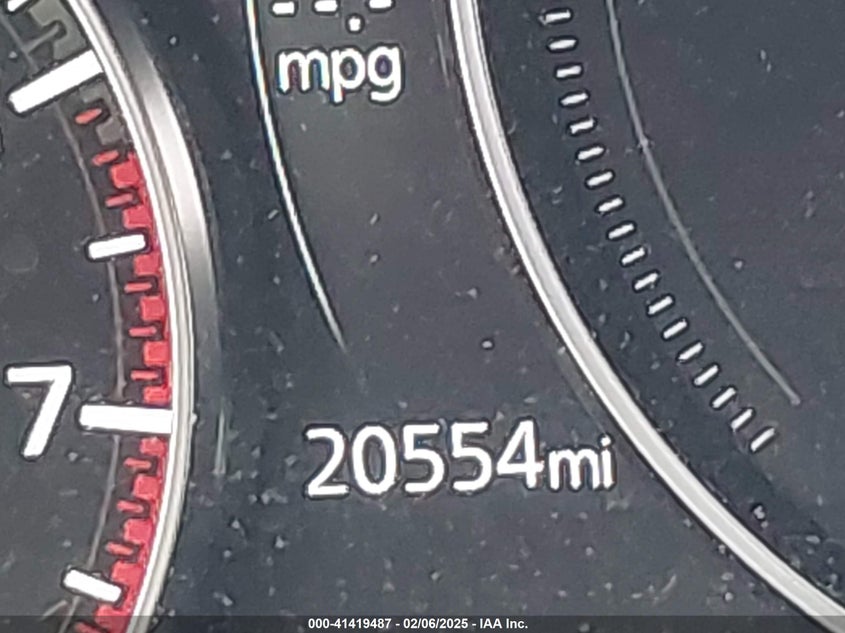 --.-
mpg
7
20554mi
000-41419487 - 02/06/2025 - IAA Inc.